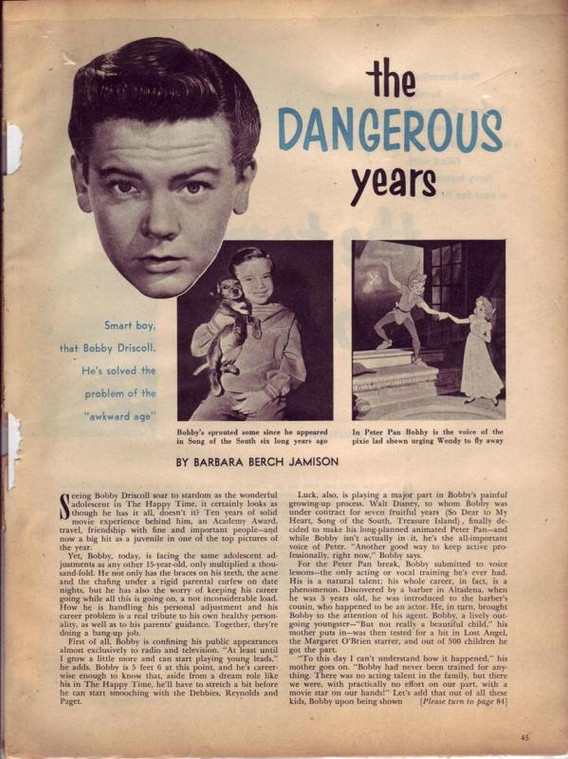 the
DANGEROUS
years
Smart boy,
that Bobby Driscoll.
He's solved the
problem of the
"awkward age"
Bobby's sprouted some since he appeared
in Song of the South six long years ago
In Peter Pan Bobby is the voice of the
pixie lad shown urging Wendy to fly away
BY BARBARA BERCH JAMISON
Seeing Bobby Driscoll soar to stardom as the wonderful
adolescent in The Happy Time, it certainly looks as
though he has it all, doesn't it? Ten years of solid
movie experience behind him, an Academy Award,
travel, friendship with fine and important people—and
now a big hit as a juvenile in one of the top pictures of
the year.
Yet, Bobby, today, is facing the same adolescent ad-
justments as any other 15-year-old, only multiplied a thou-
sand-fold. He not only has the braces on his teeth, the acne
and the chafing under a rigid parental curfew on date
nights, but he has also the worry of keeping his career
going while all this is going on, a not inconsiderable load.
How he is handling his personal adjustment and his
career problem is a real tribute to his own healthy person-
ality, as well as to his parents' guidance. Together, they're
doing a bang-up job.
First of all, Bobby is confining his public appearances
almost exclusively to radio and television. "At least until
I grow a little more and can start playing young leads,"
he adds. Bobby is 5 feet 6 at this point, and he's career-
wise enough to know that, aside from a dream role like
his in The Happy Time, he'll have to stretch a bit before
he can start smooching with the Debbies, Reynolds and
Paget.
Luck, also, is playing a major part in Bobby's painful
growing-up process. Walt Disney, to whom Bobby was
under contract for seven fruitful years (So Dear to My
Heart, Song of the South, Treasure Island), finally de-
cided to make his long-planned animated Peter Pan—and
while Bobby isn't actually in it, he's the all-important
voice of Peter. "Another good way to keep active pro-
fessionally, right now," Bobby says.
For the Peter Pan break, Bobby submitted to voice
lessons—the only acting or vocal training he's ever had.
His is a natural talent; his whole career, in fact, is a
phenomenon. Discovered by a barber in Altadena, when
he was 5 years old, he was introduced to the barber's
cousin, who happened to be an actor. He, in turn, brought
Bobby to the attention of his agent. Bobby, a lively out-
going youngster—"But not really a beautiful child," his
mother puts in—was then tested for a bit in Lost Angel,
the Margaret O'Brien starrer, and out of 500 children he
got the part.
"To this day I can't understand how it happened," his
mother goes on. "Bobby had never been trained for any-
thing. There was no acting talent in the family, but there
we were, with practically no effort on our part, with a
movie star on our hands!" Let's add that out of all these
kids, Bobby upon being shown [Please turn to page 84]
43